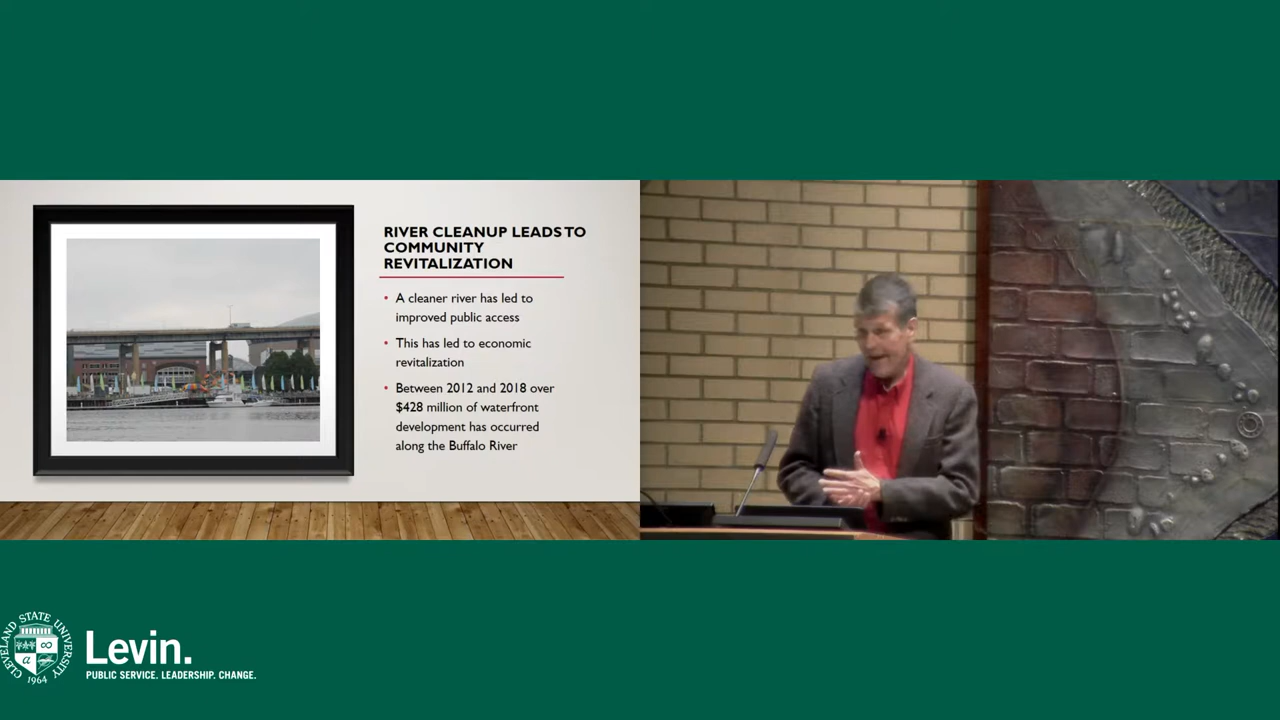 RIVER CLEANUP LEADS TO
COMMUNITY
REVITALIZATION
• A cleaner river has led to
improved public access
• This has led to economic
revitalization
• Between 2012 and 2018 over
$428 million of waterfront
development has occurred
along the Buffalo River
CLEVELAND STATE UNIVERSITY
1964
Levin.
PUBLIC SERVICE. LEADERSHIP. CHANGE.